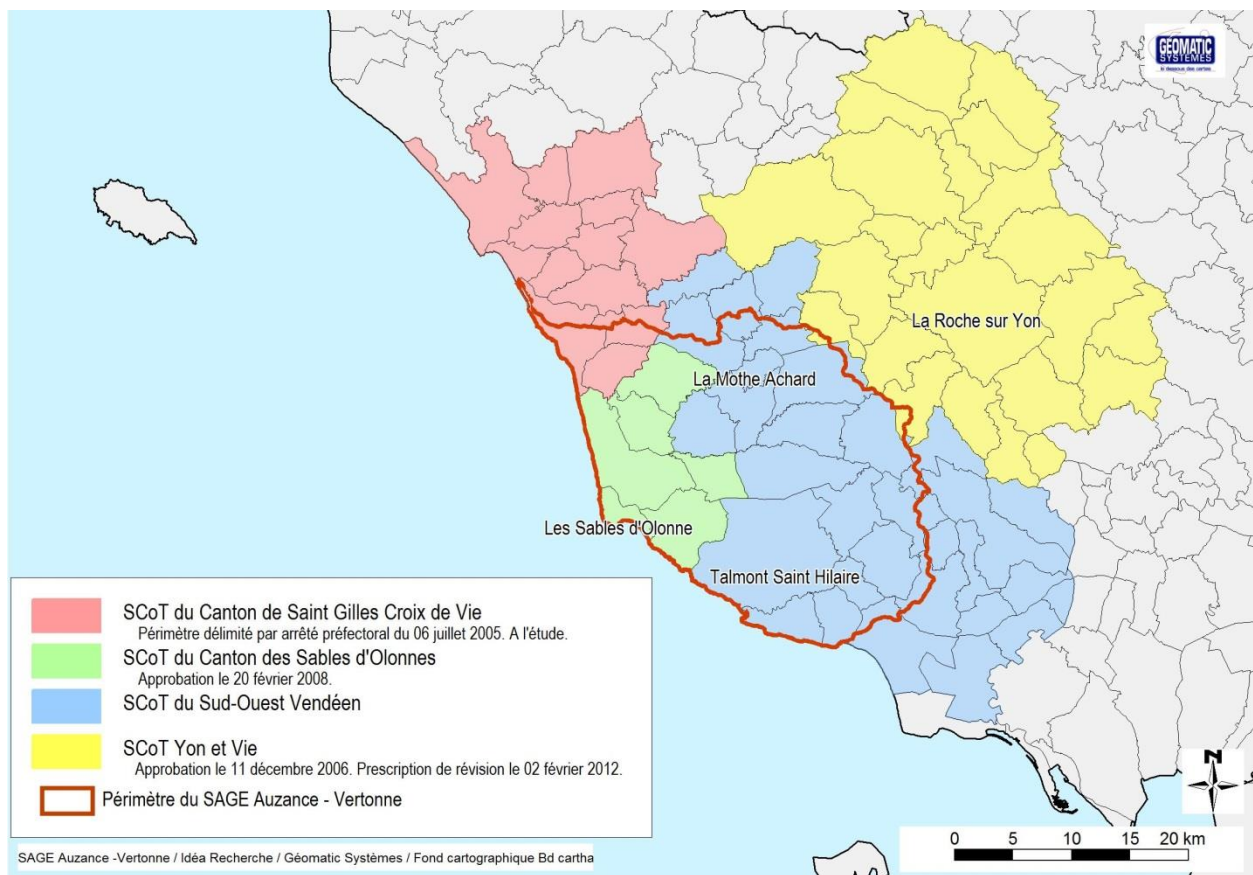 GÉOMATIC
SYSTÈMES
La Roche sur Yon
La Mothe Achard
Les Sables d'Olonne
Talmont Saint Hilaire
SCoT du Canton de Saint Gilles Croix de Vie
Périmètre délimité par arrêté préfectoral du 06 juillet 2005. A l'étude.
SCoT du Canton des Sables d'Olonnes
Approbation le 20 février 2008.
SCoT du Sud-Ouest Vendéen
SCoT Yon et Vie
Approbation le 11 décembre 2006. Prescription de révision le 02 février 2012.
Périmètre du SAGE Auzance - Vertonne
N
0 5 10 15 20 km
SAGE Auzance -Vertonne / Idéa Recherche / Géomatic Systèmes / Fond cartographique Bd cartha